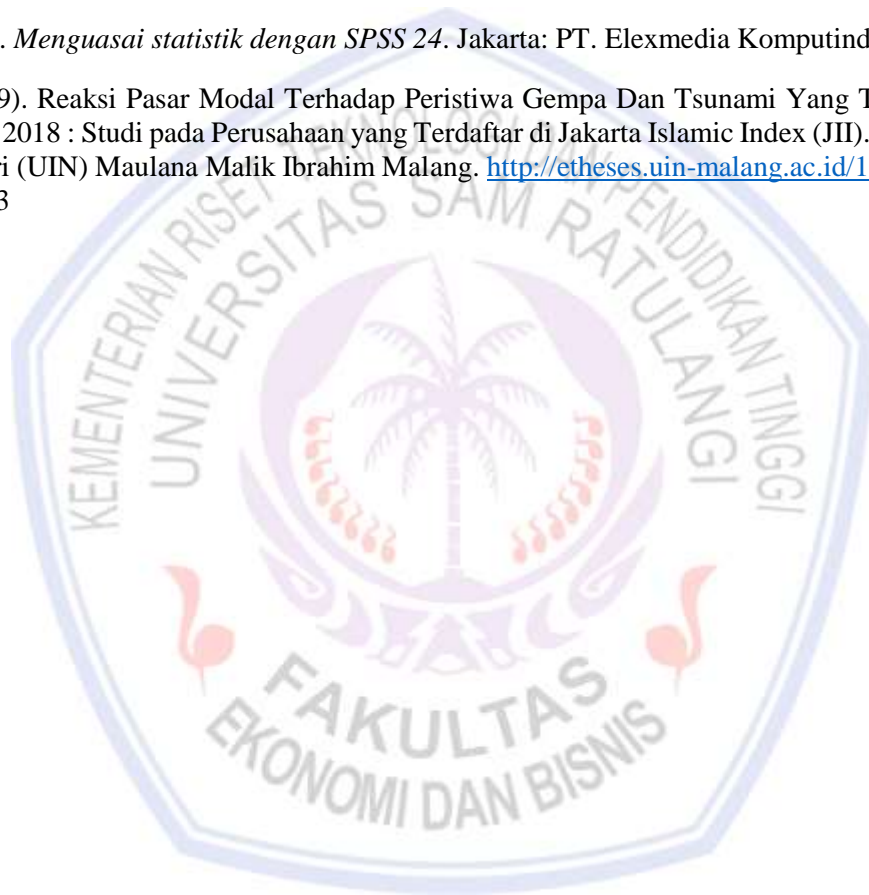 . Menguasai statistik dengan SPSS 24. Jakarta: PT. Elexmedia Komputind
9). Reaksi Pasar Modal Terhadap Peristiwa Gempa Dan Tsunami Yang T
2018 : Studi pada Perusahaan yang Terdaftar di Jakarta Islamic Index (JII).
ri (UIN) Maulana Malik Ibrahim Malang. http://etheses.uin-malang.ac.id/1
3
KEMENTERIAN RISET TEKNOLOGI DAN PENDIDIKAN TINGGI
UNIVERSITAS SAM RATULANGI
FAKULTAS
EKONOMI DAN BISNIS